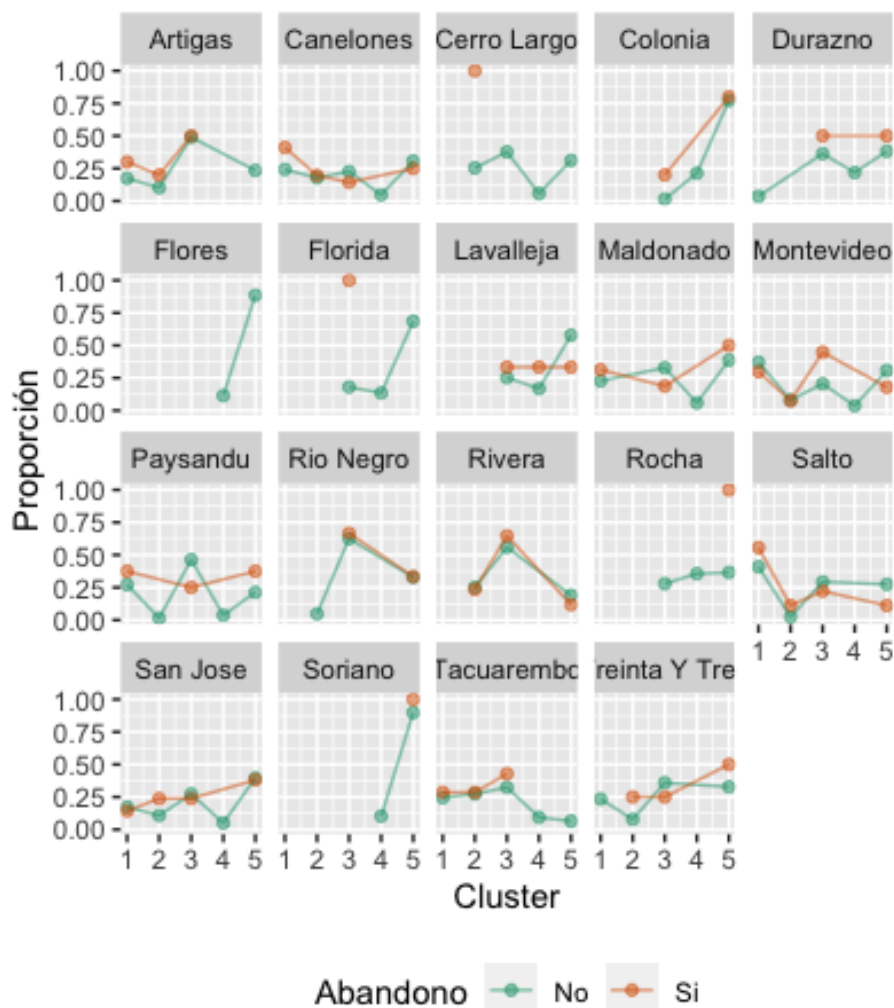 Artigas Canelones Cerro Largo Colonia Durazno
1.00
0.75
0.50
0.25
0.00
Flores Florida Lavalleja Maldonado Montevideo
1.00
0.75
0.50
0.25
0.00
Proporción
Paysandu Rio Negro Rivera Rocha Salto
1.00
0.75
0.50
0.25
0.00
1 2 3 4 5
San Jose Soriano Tacuarembo reinta Y Tre
1.00
0.75
0.50
0.25
0.00
1 2 3 4 5 1 2 3 4 5 1 2 3 4 5 1 2 3 4 5
Cluster
Abandono No Si